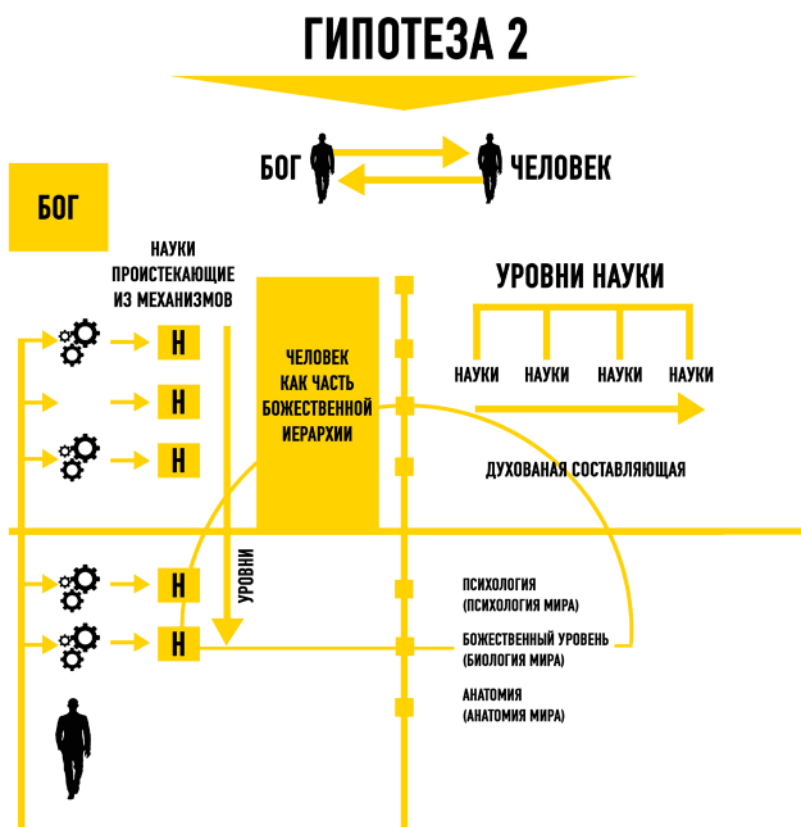 ГИПОТЕЗА 2
БОГ
ЧЕЛОВЕК
БОГ
НАУКИ
ПРОИСТЕКАЮЩИЕ
ИЗ МЕХАНИЗМОВ
УРОВНИ НАУКИ
НАУКИ НАУКИ НАУКИ НАУКИ
Н
Н
Н
ЧЕЛОВЕК
КАК ЧАСТЬ
БОЖЕСТВЕННОЙ
ИЕРАРХИИ
ДУХОВАНАЯ СОСТАВЛЯЮЩАЯ
Н
Н
УРОВНИ
ПСИХОЛОГИЯ
(ПСИХОЛОГИЯ МИРА)
БОЖЕСТВЕННЫЙ УРОВЕНЬ
(БИОЛОГИЯ МИРА)
АНАТОМИЯ
(АНАТОМИЯ МИРА)